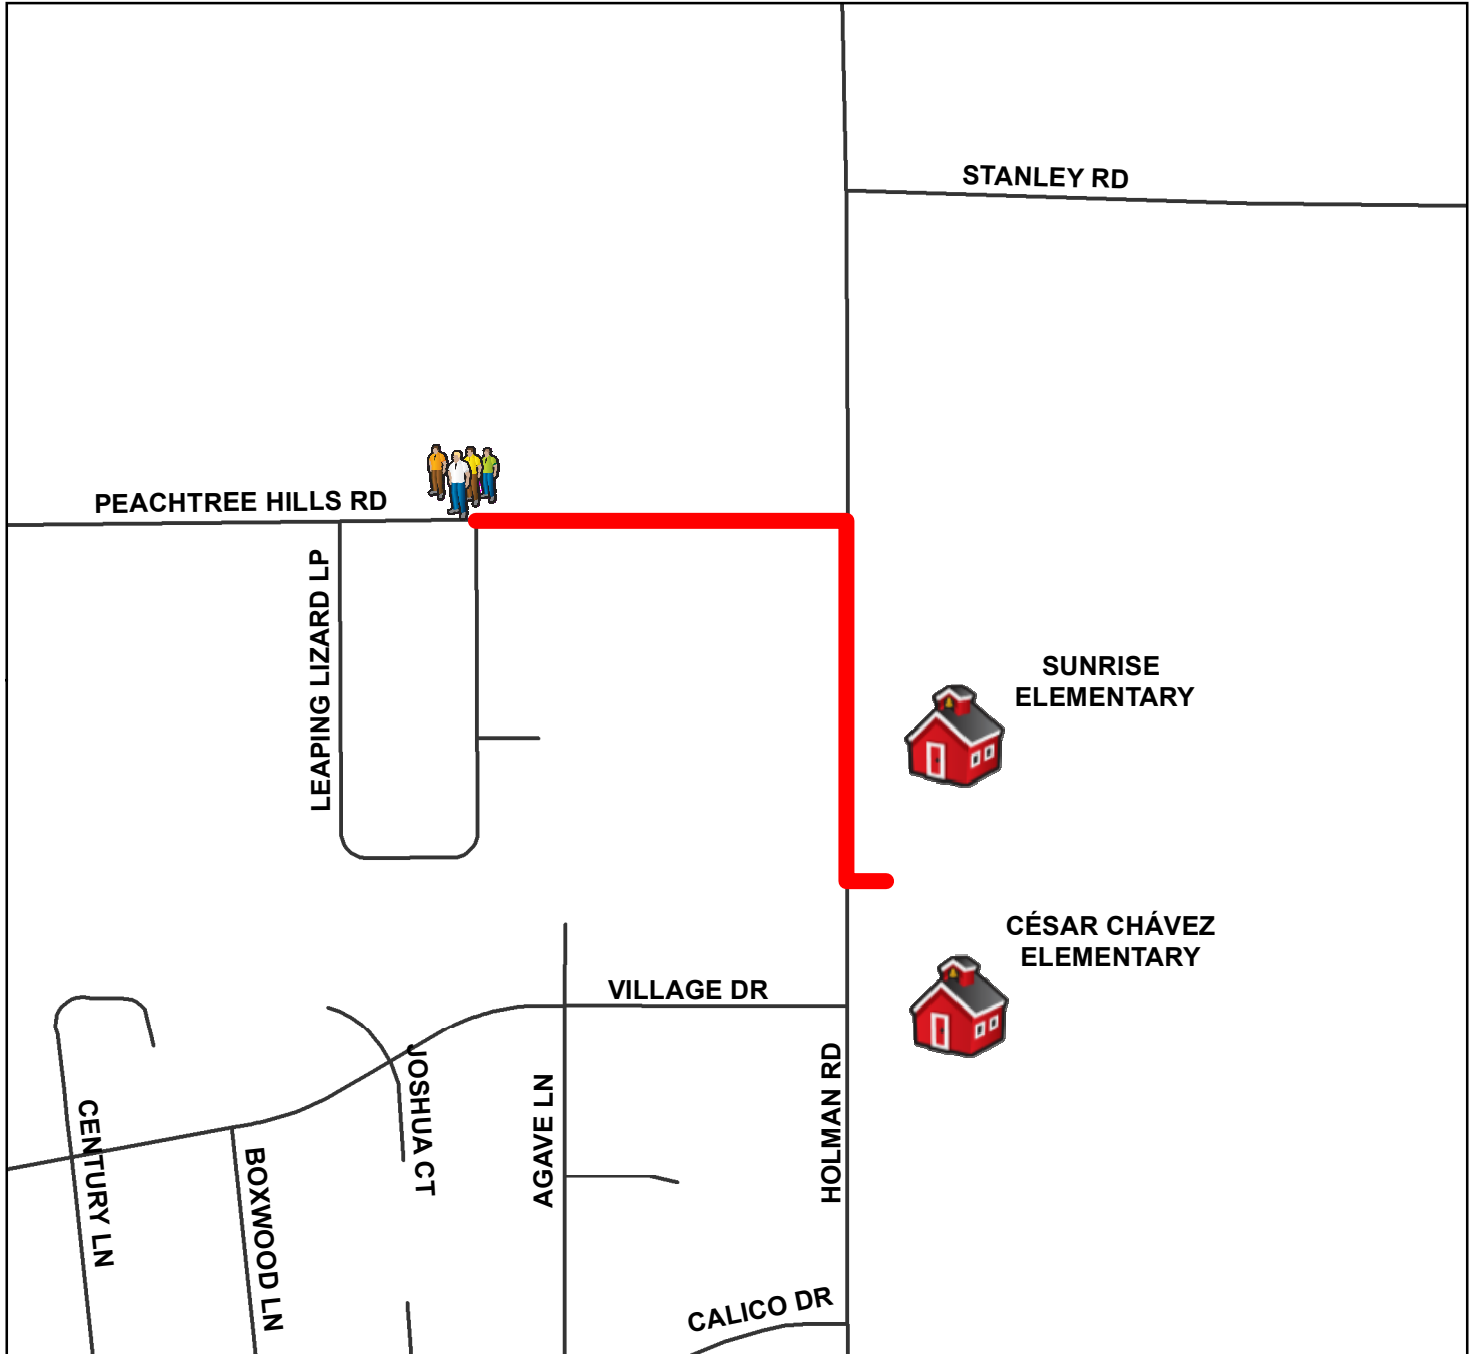 STANLEY RD
PEACHTREE HILLS RD
LEAPING LIZARD LP
SUNRISE
ELEMENTARY
CÉSAR CHÁVEZ
ELEMENTARY
VILLAGE DR
JOSHUA CT
HOLMAN RD
AGAVE LN
CENTURY LN
BOXWOOD LN
CALICO DR